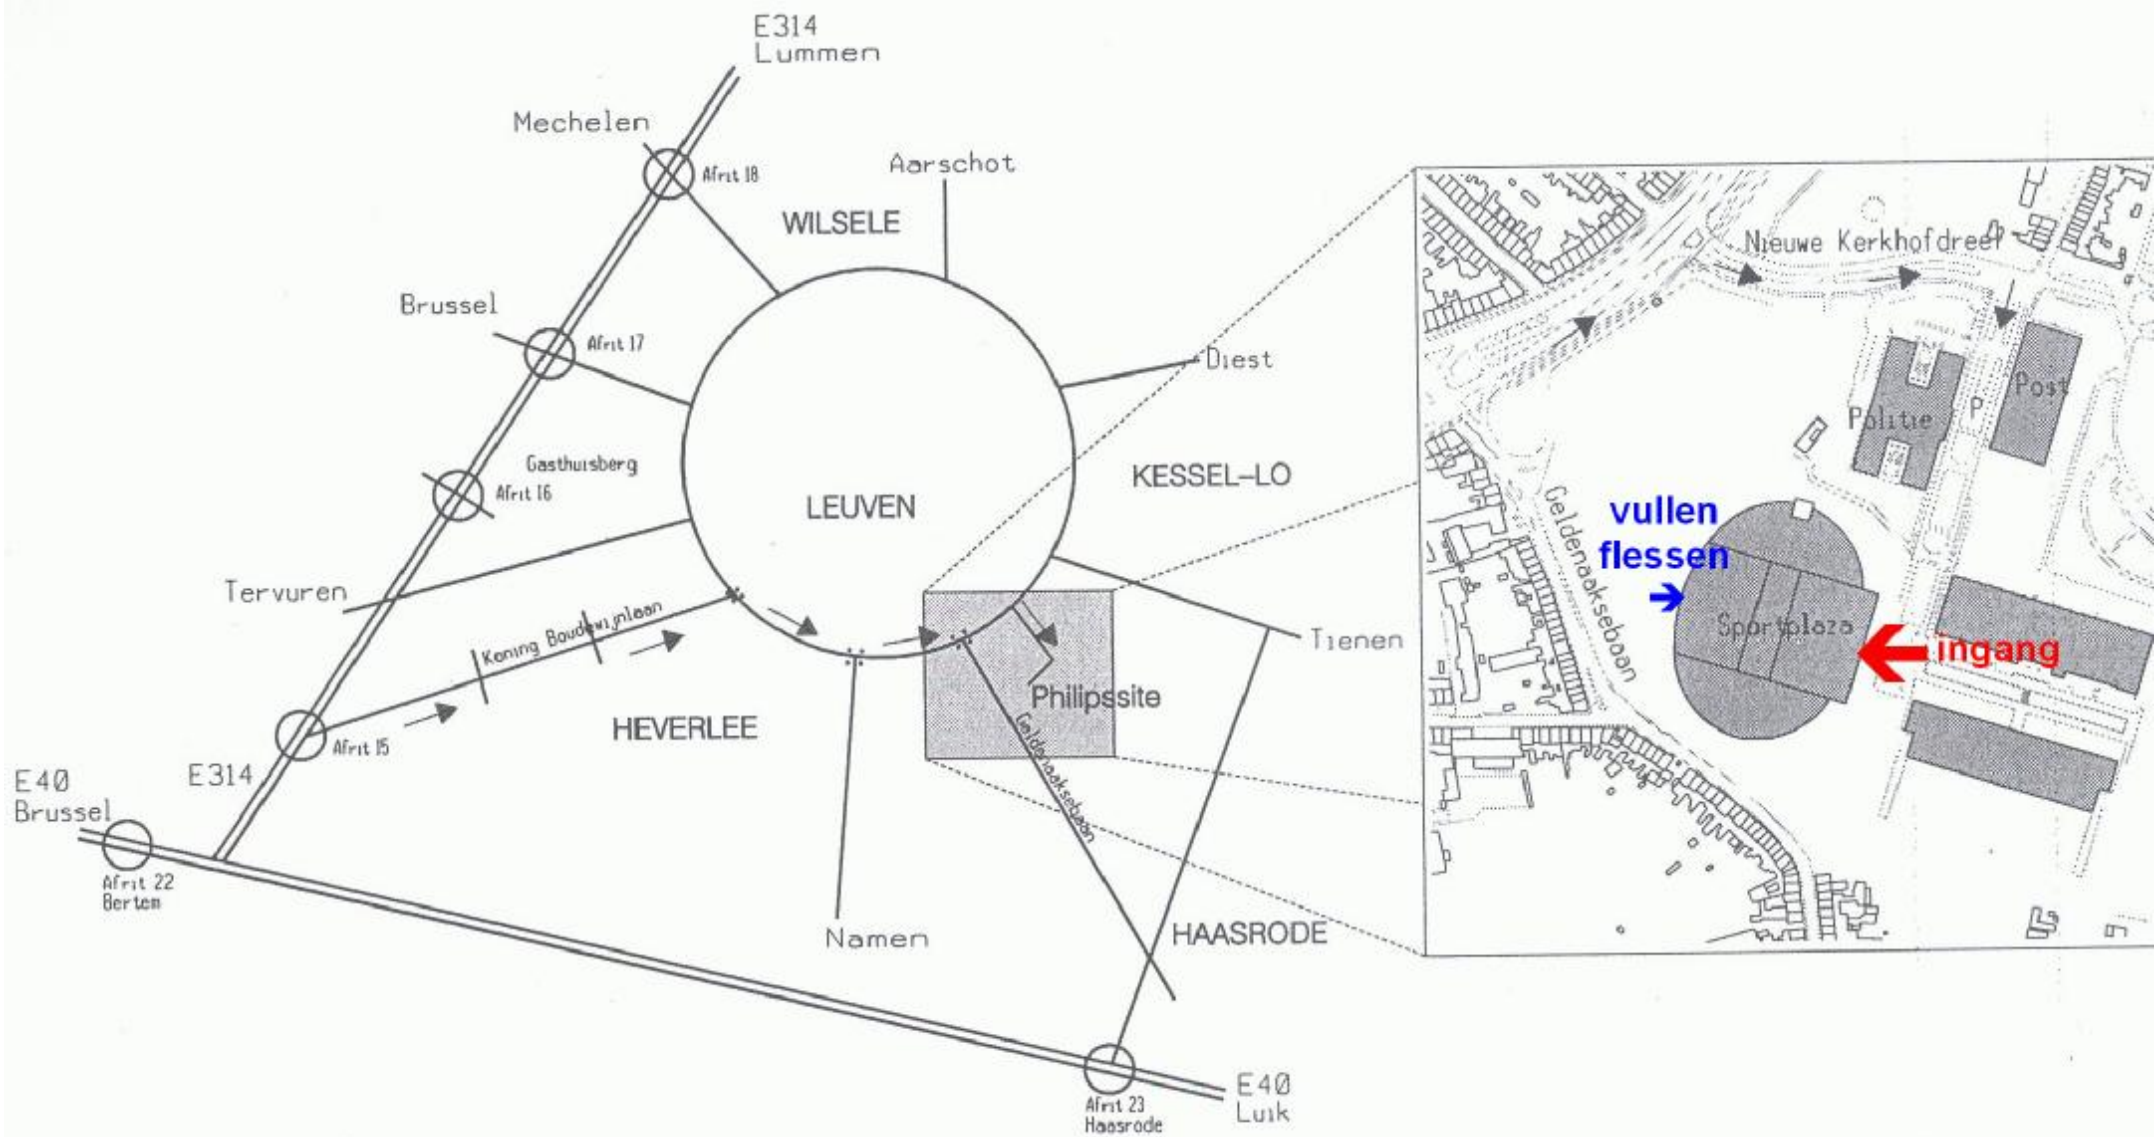 E314
Lummen
Mechelen
Afrit 18
Aarschot
WILSELE
Brussel
Afrit 17
Diest
Gasthuisberg
Afrit 16
KESSEL-LO
LEUVEN
Tervuren
Koning Boudewijnlaan
Tienen
Philipssite
Geldenaaksebaan
HEVERLEE
Afrit 15
E314
E40
Brussel
Afrit 22
Bertem
Namen
HAASRODE
Afrit 23
Haasrode
E40
Luik
Nieuwe Kerkhofdreef
Post
P
Politie
Geldenaaksebaan
vullen
flessen
Sportplaza
ingang